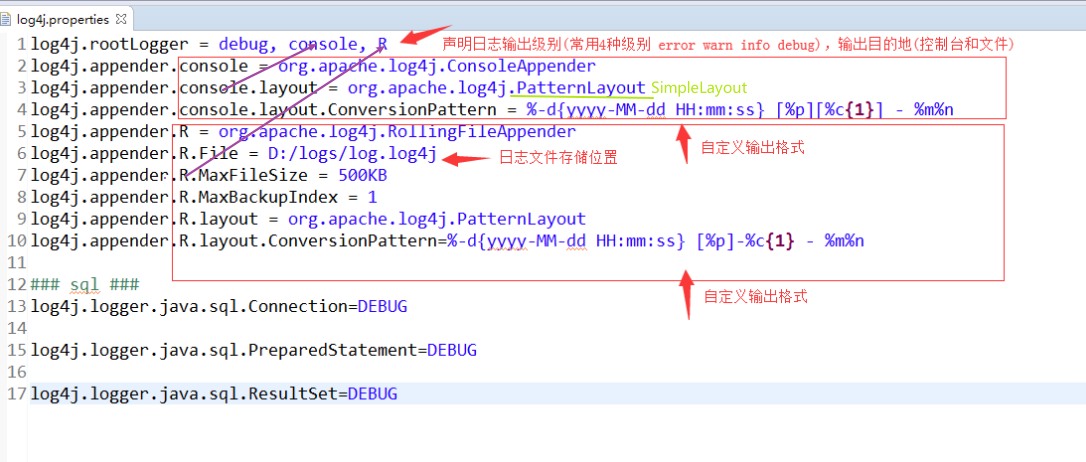 log4j.properties
1 log4j.rootLogger = debug, console, R 声明日志输出级别(常用4种级别 error warn info debug)，输出目的地(控制台和文件)
2 log4j.appender.console = org.apache.log4j.ConsoleAppender
3 log4j.appender.console.layout = org.apache.log4j.PatternLayout SimpleLayout
4 log4j.appender.console.layout.ConversionPattern = %-d{yyyy-MM-dd HH:mm:ss} [%p][%c{1}] - %m%n
5 log4j.appender.R = org.apache.log4j.RollingFileAppender
自定义输出格式
6 log4j.appender.R.File = D:/logs/log.log4j 日志文件存储位置
7 log4j.appender.R.MaxFileSize = 500KB
8 log4j.appender.R.MaxBackupIndex = 1
9 log4j.appender.R.layout = org.apache.log4j.PatternLayout
10 log4j.appender.R.layout.ConversionPattern=%-d{yyyy-MM-dd HH:mm:ss} [%p]-%c{1} - %m%n
11
12 ### sql ###
自定义输出格式
13 log4j.logger.java.sql.Connection=DEBUG
14
15 log4j.logger.java.sql.PreparedStatement=DEBUG
16
17 log4j.logger.java.sql.ResultSet=DEBUG